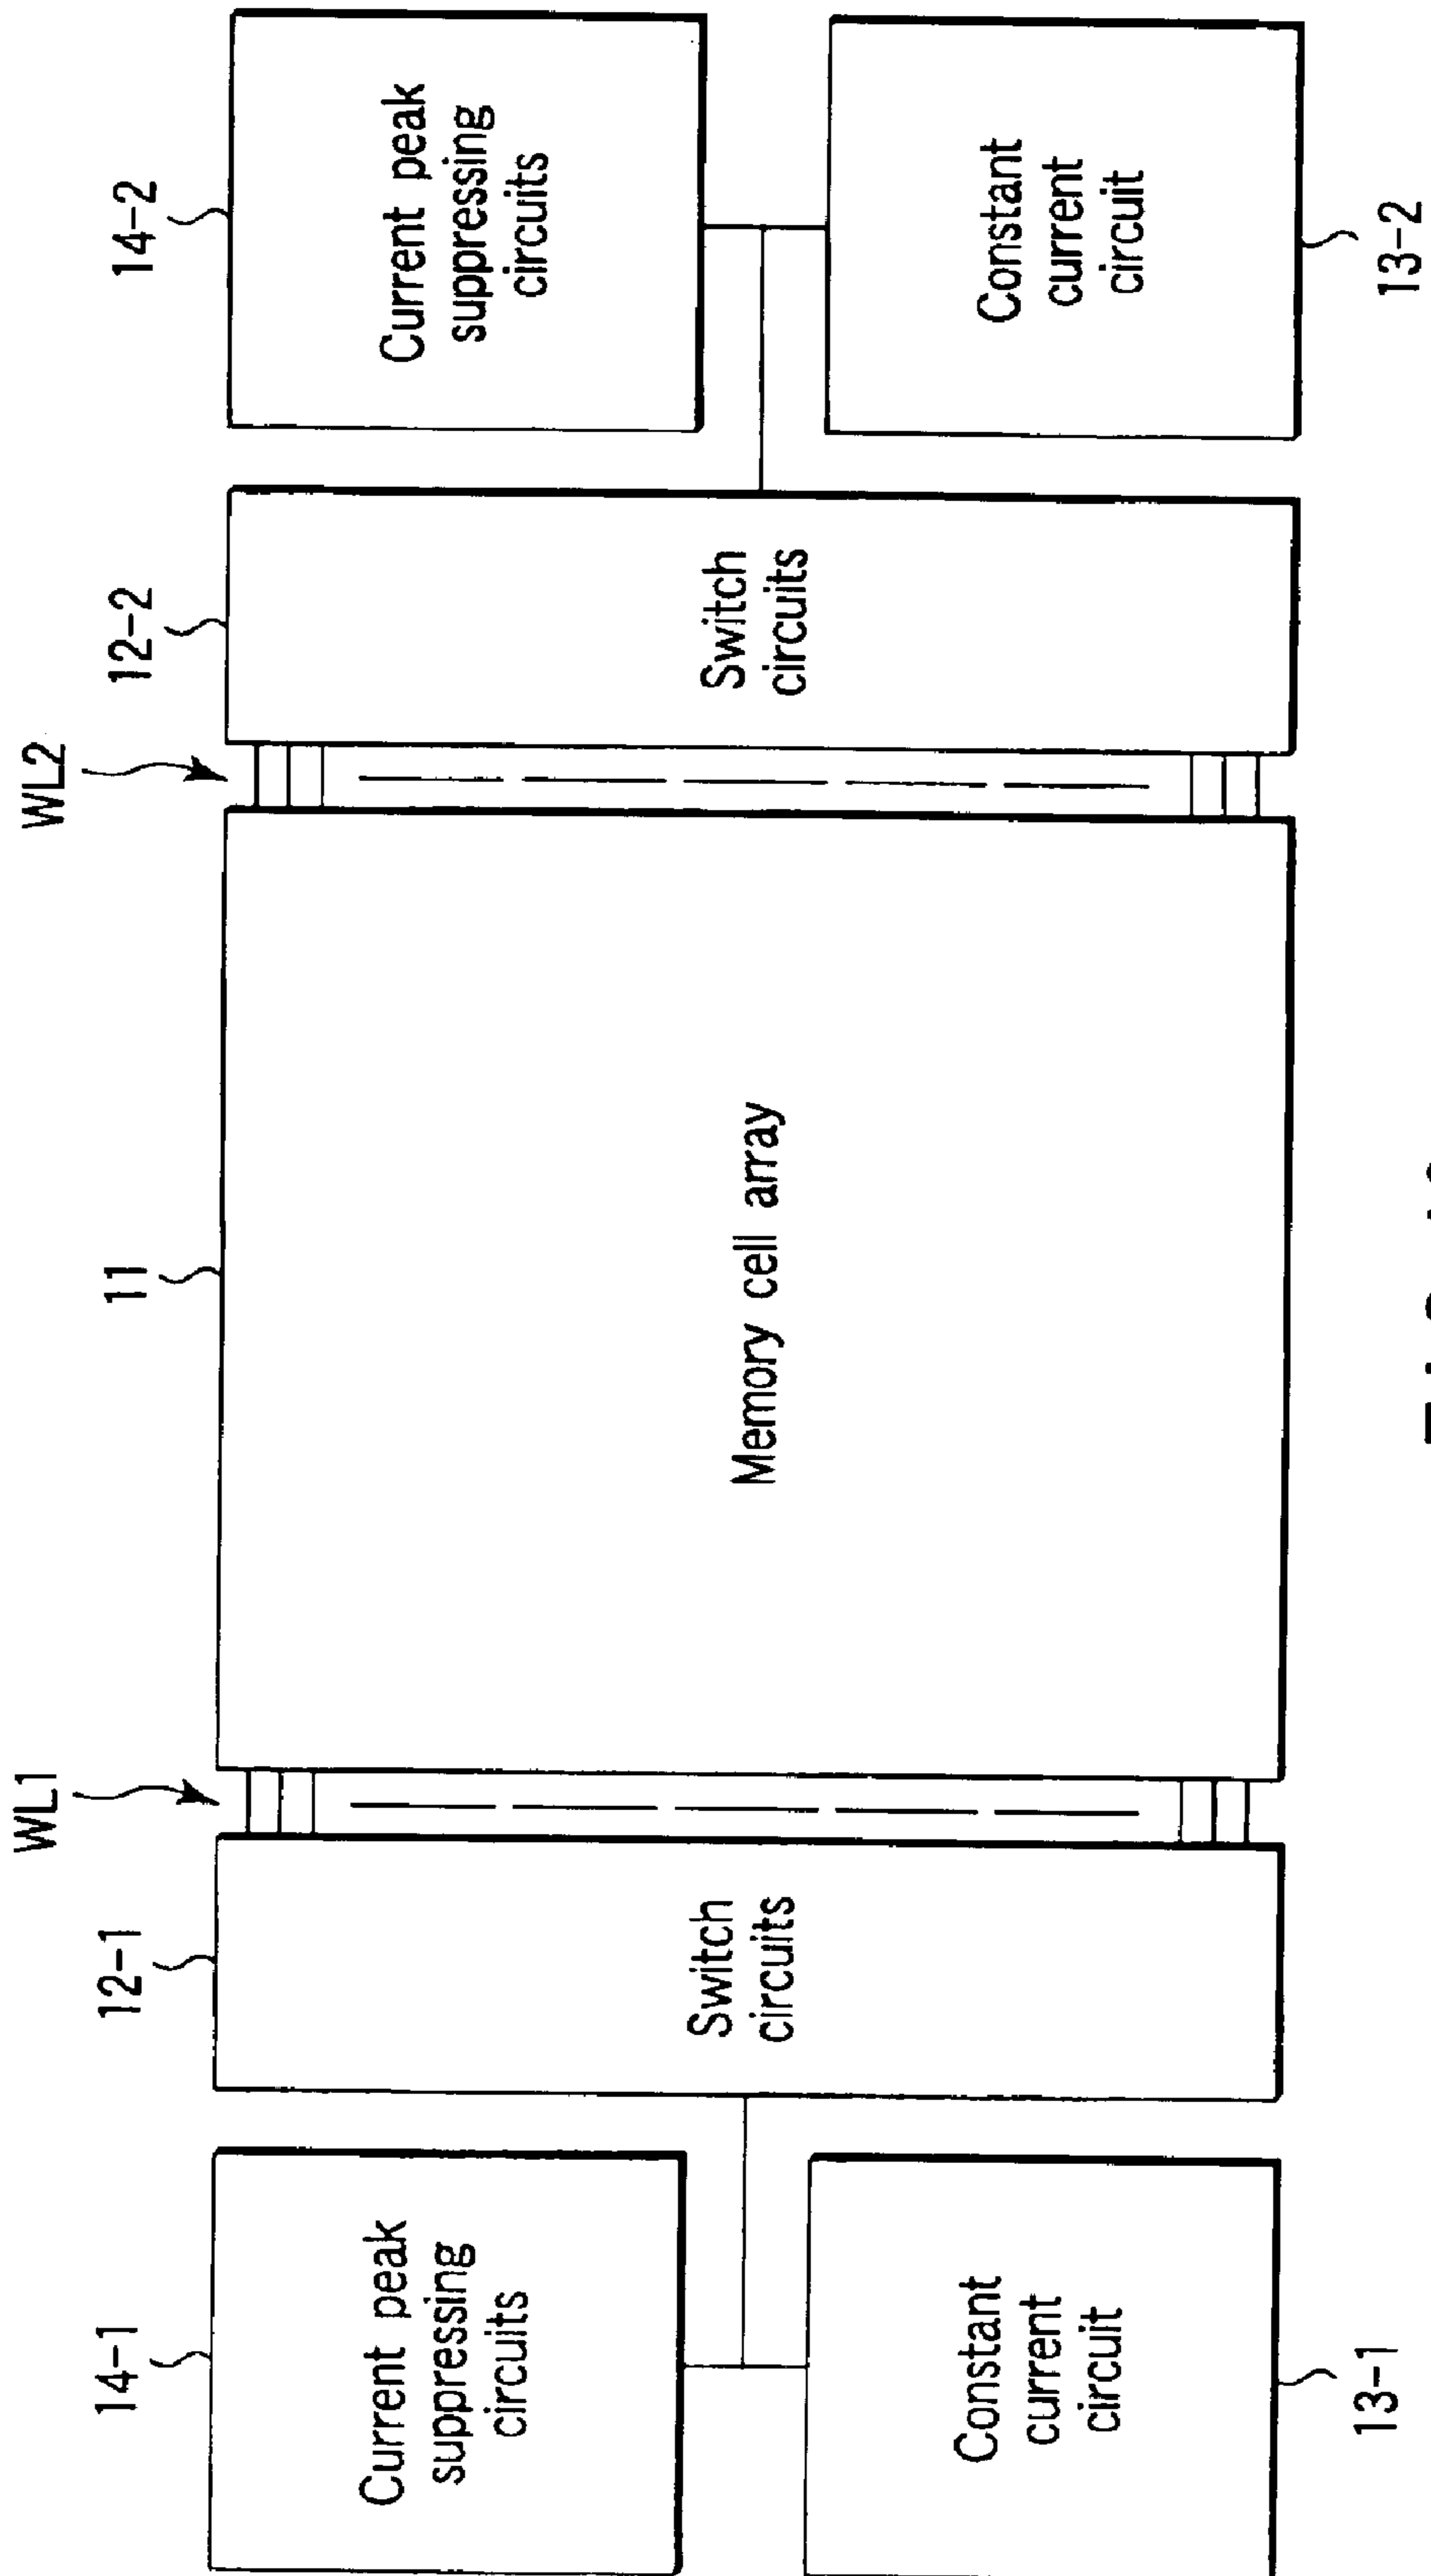 WL1
WL2
14-1
12-1
11
12-2
14-2
Current peak
suppressing
circuits
Switch
circuits
Memory cell array
Switch
circuits
Current peak
suppressing
circuits
Constant
current
circuit
Constant
current
circuit
13-1
13-2